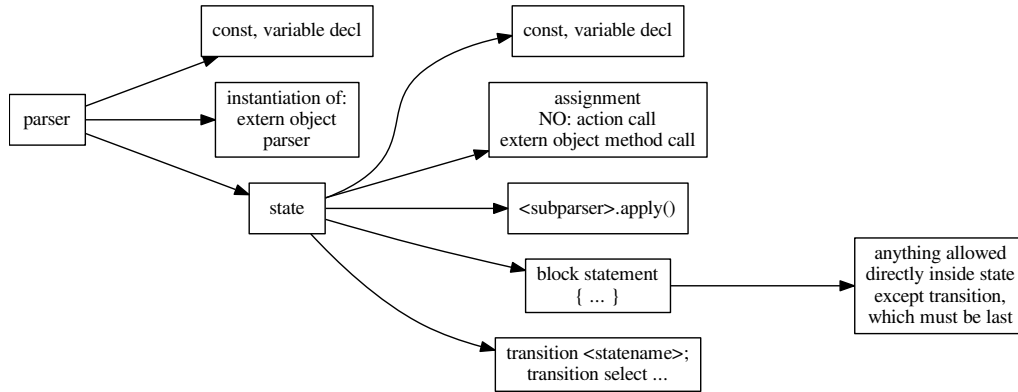 parser
const, variable decl
instantiation of:
extern object
parser
state
const, variable decl
assignment
NO: action call
extern object method call
<subparser>.apply()
block statement
{ ... }
transition <statename>;
transition select ...
anything allowed
directly inside state
except transition,
which must be last